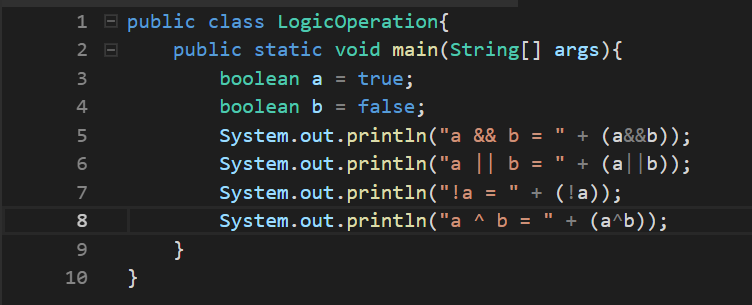 1 public class LogicOperation{
2 public static void main(String[] args){
3 boolean a = true;
4 boolean b = false;
5 System.out.println("a && b = " + (a&&b));
6 System.out.println("a || b = " + (a||b));
7 System.out.println("!a = " + (!a));
8 System.out.println("a ^ b = " + (a^b));
9 }
10 }